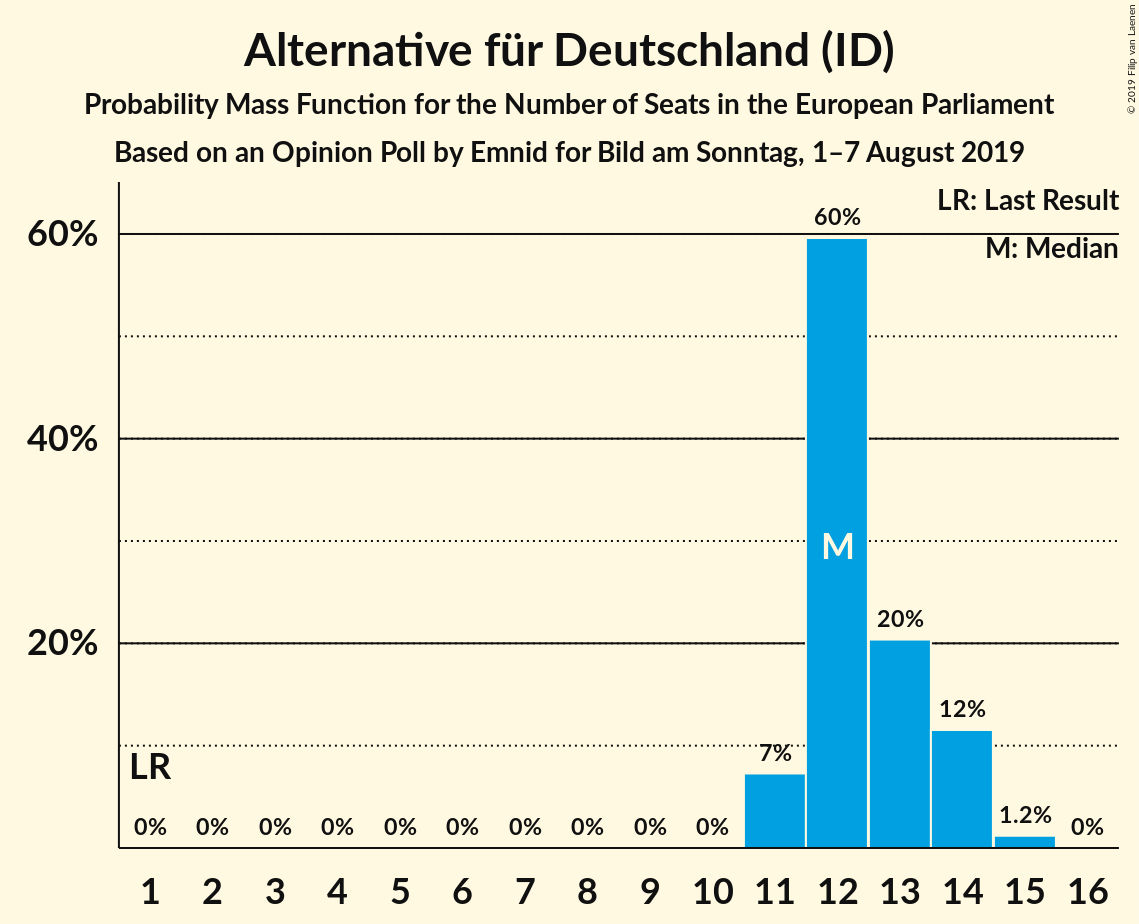 Alternative für Deutschland (ID)
Probability Mass Function for the Number of Seats in the European Parliament
Based on an Opinion Poll by Emnid for Bild am Sonntag, 1–7 August 2019
© 2019 Filip van Laenen
LR: Last Result
M: Median
60%
40%
20%
60%
M
20%
12%
7%
LR
1.2%
0% 0% 0% 0% 0% 0% 0% 0% 0% 0% 0%
1 2 3 4 5 6 7 8 9 10 11 12 13 14 15 16